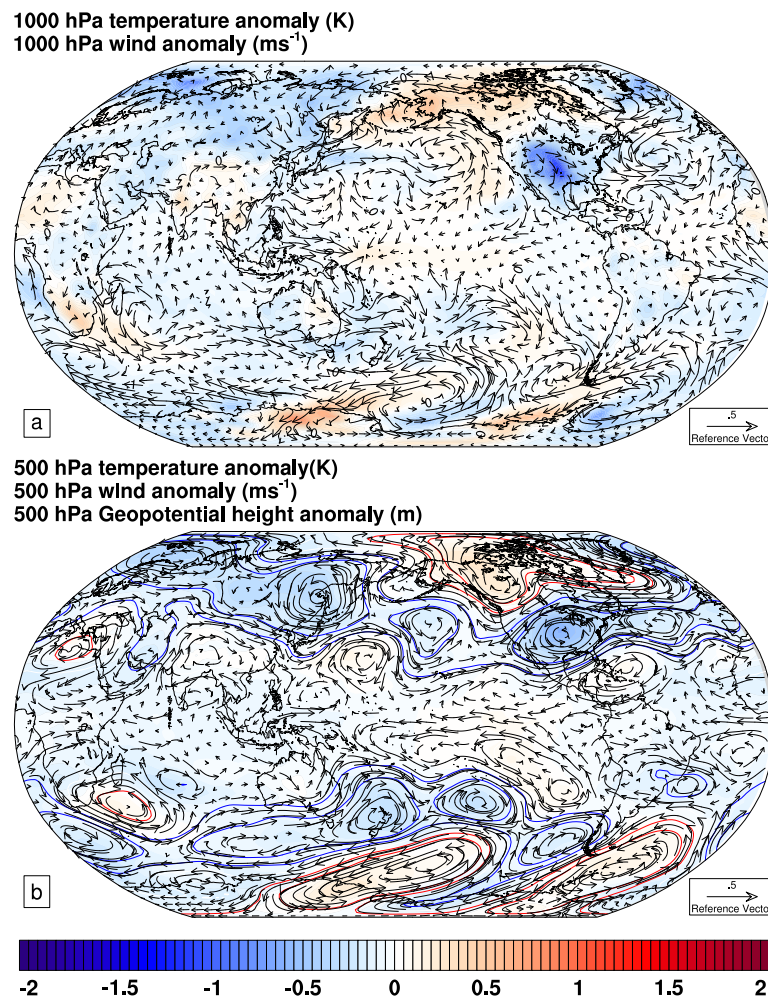 1000 hPa temperature anomaly (K)
1000 hPa wind anomaly (ms-1)
a
.5
Reference Vecto
500 hPa temperature anomaly(K)
500 hPa wind anomaly (ms-1)
500 hPa Geopotential height anomaly (m)
b
.5
Reference Vecto
-2 -1.5 -1 -0.5 0 0.5 1 1.5 2